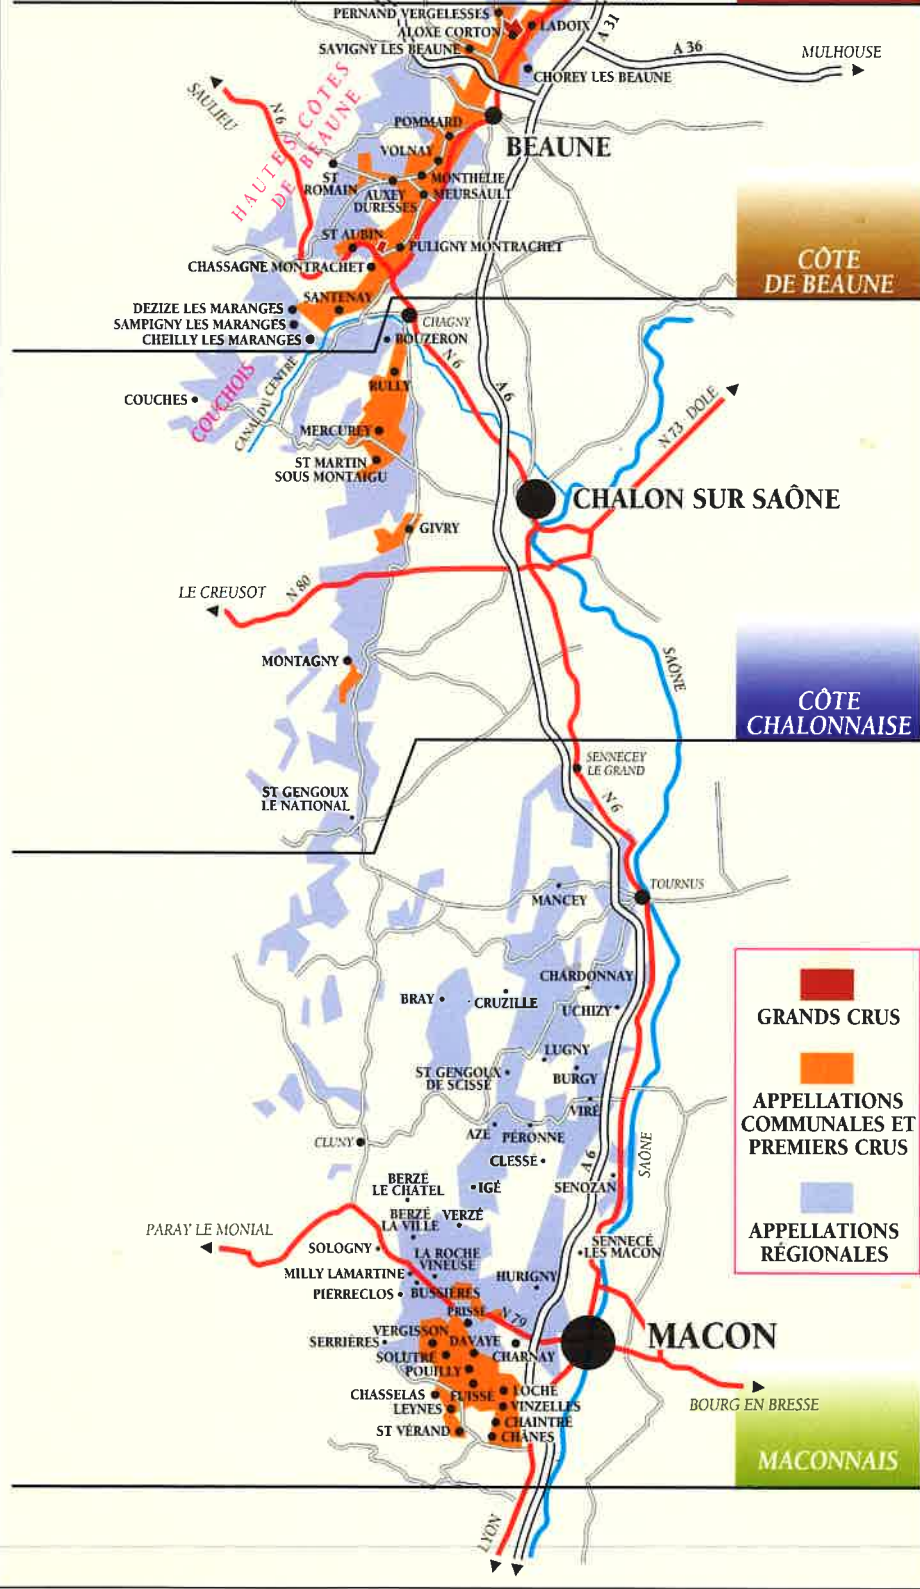 PERNAND VERGELESSES
LADOIX
ALOXE CORTON
A 31
SAVIGNY LES BEAUNE
A 36
MULHOUSE
CHOREY LES BEAUNE
SAULIEU
N 6
HAUTES-CÔTES
DE BEAUNE
POMMARD
BEAUNE
VOLNAY
ST
ROMAIN
MONTHELIE
AUXEY
DURESSES
MEURSAULT
ST AUBIN
PULIGNY MONTRACHET
CHASSAGNE MONTRACHET
CÔTE
DE BEAUNE
SANTENAY
DEZIZE LES MARANGES
SAMPIGNY LES MARANGES
CHEILLY LES MARANGES
CHAGNY
BOUZERON
N 6
A 6
RULLY
COUCHES
COUCHOIS
CANAL DU CENTRE
N 73 - DOLE
MERCUREY
ST MARTIN
SOUS MONTAIGU
CHALON SUR SAÔNE
GIVRY
LE CREUSOT
N 80
MONTAGNY
SAÔNE
CÔTE
CHALONNAISE
SENNECEY
LE GRAND
ST GENGOUX
LE NATIONAL
N 6
TOURNUS
MANCEY
CHARDONNAY
BRAY
CRUZILLE
UCHIZY
GRANDS CRUS
LUGNY
ST GENGOUX
DE SCISSÉ
BURGY
VIRÉ
APPELLATIONS
COMMUNALES ET
PREMIERS CRUS
CLUNY
AZÉ
PÉRONNE
CLESSÉ
A 6
SAÔNE
BERZÉ
LE CHATEL
IGÉ
SENOZAN
BERZÉ
LA VILLE
VERZÉ
APPELLATIONS
RÉGIONALES
PARAY LE MONIAL
SOLOGNY
LA ROCHE
VINEUSE
SENNECÉ
LES MACON
MILLY LAMARTINE
HURIGNY
PIERRECLOS
BUSSIÈRES
PRISSÉ
N 79
VERGISSON
SERRIÈRES
DAVAYE
MACON
SOLUTRÉ
CHARNAY
POUILLY
CHASSELAS
FUISSÉ
LOCHÉ
LEYNES
VINZELLES
BOURG EN BRESSE
CHAINTRÉ
ST VÉRAND
CHÂNES
MACONNAIS
LYON